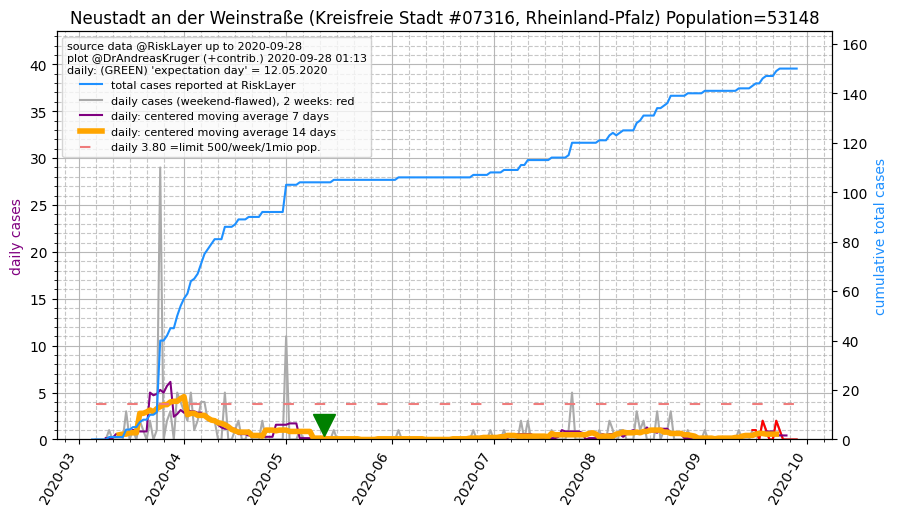 Neustadt an der Weinstraße (Kreisfreie Stadt #07316, Rheinland-Pfalz) Population=53148
source data @RiskLayer up to 2020-09-28
plot @DrAndreasKruger (+contrib.) 2020-09-28 01:13
daily: (GREEN) 'expectation day' = 12.05.2020
total cases reported at RiskLayer
daily cases (weekend-flawed), 2 weeks: red
daily: centered moving average 7 days
daily: centered moving average 14 days
daily 3.80 =limit 500/week/1mio pop.
daily cases
40
35
30
25
20
15
10
5
0
cumulative total cases
160
140
120
100
80
60
40
20
0
2020-03
2020-04
2020-05
2020-06
2020-07
2020-08
2020-09
2020-10